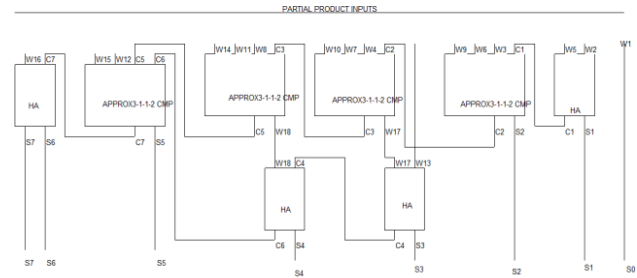 PARTIAL PRODUCT INPUTS
W1
W16 C7
W15 W12 C5 C6
W14 W11 W8 C3
W10 W7 W4 C2
W9 W6 W3 C1
W5 W2
HA
APPROX3-1-1-2 CMP
APPROX3-1-1-2 CMP
APPROX3-1-1-2 CMP
APPROX3-1-1-2 CMP
HA
S7 S6
C7 S5
C5 W18
C3 W17
C2 S2
C1 S1
W18 C4
W17 W13
HA
HA
C6 S4
C4 S3
S7 S6
S5
S4
S3
S2
S1
S0